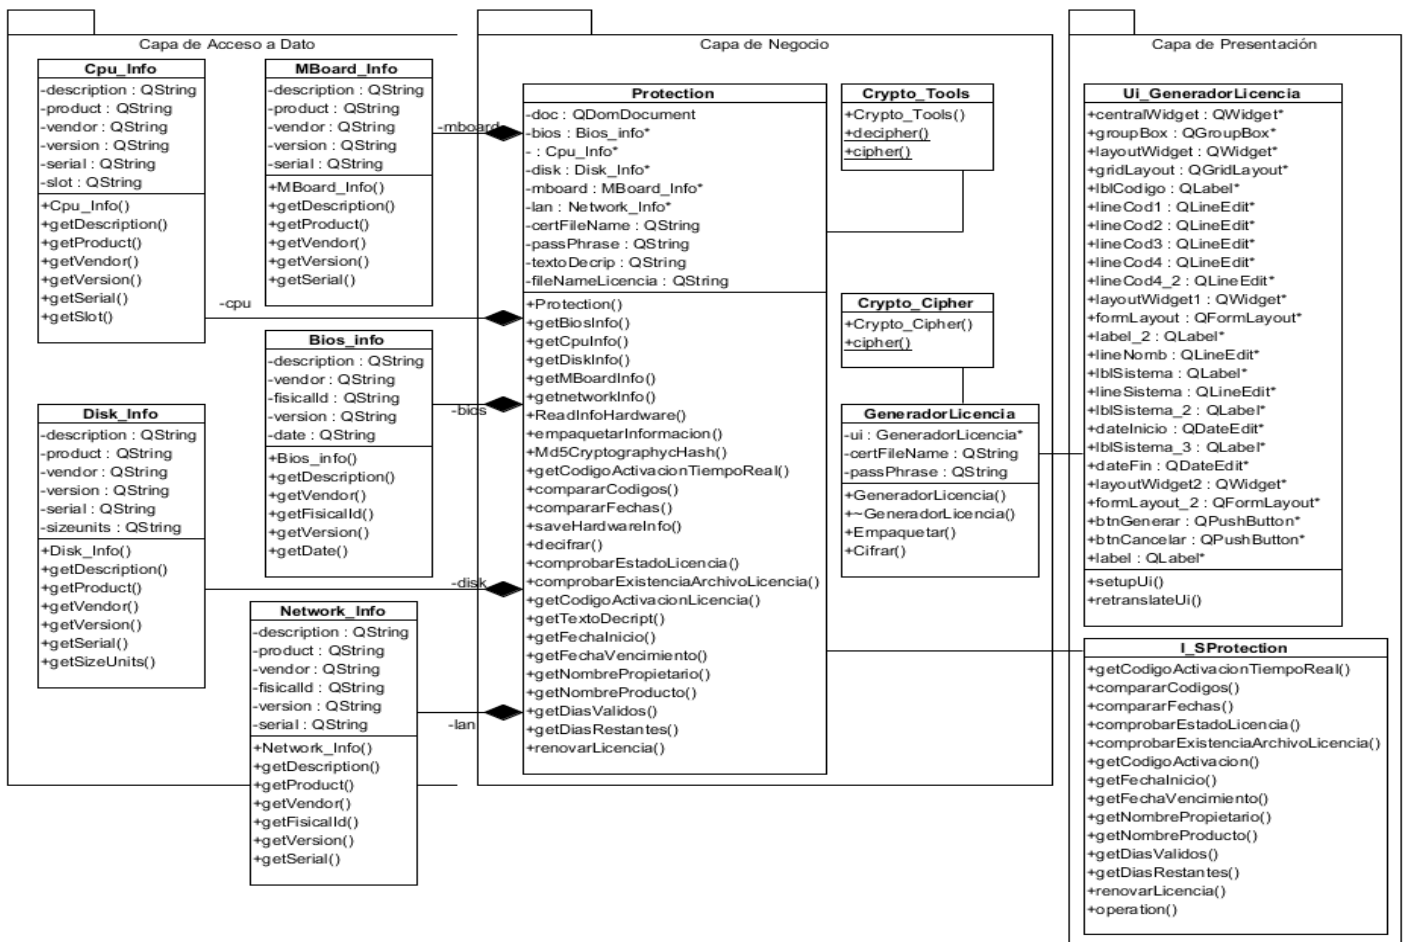 Capa de Acceso a Dato
Cpu_Info
-description : QString
-product : QString
-vendor : QString
-version : QString
-serial : QString
-slot : QString
+Cpu_Info()
+getDescription()
+getProduct()
+getVendor()
+getVersion()
+getSerial()
+getSlot()
MBoard_Info
-description : QString
-product : QString
-vendor : QString
-version : QString
-serial : QString
+MBoard_Info()
+getDescription()
+getProduct()
+getVendor()
+getVersion()
+getSerial()
Bios_info
-description : QString
-vendor : QString
-fisicalId : QString
-version : QString
-date : QString
+Bios_info()
+getDescription()
+getVendor()
+getFisicalId()
+getVersion()
+getDate()
Disk_Info
-description : QString
-product : QString
-vendor : QString
-version : QString
-serial : QString
-sizeunits : QString
+Disk_Info()
+getDescription()
+getProduct()
+getVendor()
+getVersion()
+getSerial()
+getSizeUnits()
Network_Info
-description : QString
-product : QString
-vendor : QString
-fisicalId : QString
-version : QString
-serial : QString
+Network_Info()
+getDescription()
+getProduct()
+getVendor()
+getFisicalId()
+getVersion()
+getSerial()
-mboard
-cpu
-bios
-disk
-lan
Capa de Negocio
Protection
-doc : QDomDocument
-bios : Bios_info*
- : Cpu_Info*
-disk : Disk_Info*
-mboard : MBoard_Info*
-lan : Network_Info*
-certFileName : QString
-passPhrase : QString
-textoDecrip : QString
-fileNameLicencia : QString
+Protection()
+getBiosInfo()
+getCpuInfo()
+getDiskInfo()
+getMBoardInfo()
+getnetworkInfo()
+ReadInfoHardware()
+empaquetarInformacion()
+Md5CryptographycHash()
+getCodigoActivacionTiempoReal()
+compararCodigos()
+compararFechas()
+saveHardwareInfo()
+decifrar()
+comprobarEstadoLicencia()
+comprobarExistenciaArchivoLicencia()
+getCodigoActivacionLicencia()
+getTextoDecript()
+getFechaInicio()
+getFechaVencimiento()
+getNombrePropietario()
+getNombreProducto()
+getDiasValidos()
+getDiasRestantes()
+renovarLicencia()
Crypto_Tools
+Crypto_Tools()
+decipher()
+cipher()
Crypto_Cipher
+Crypto_Cipher()
+cipher()
GeneradorLicencia
-ui : GeneradorLicencia*
-certFileName : QString
-passPhrase : QString
+GeneradorLicencia()
+~GeneradorLicencia()
+Empaquetar()
+Cifrar()
Capa de Presentación
Ui_GeneradorLicencia
+centralWidget : QWidget*
+groupBox : QGroupBox*
+layoutWidget : QWidget*
+gridLayout : QGridLayout*
+lblCodigo : QLabel*
+lineCod1 : QLineEdit*
+lineCod2 : QLineEdit*
+lineCod3 : QLineEdit*
+lineCod4 : QLineEdit*
+lineCod4_2 : QLineEdit*
+layoutWidget1 : QWidget*
+formLayout : QFormLayout*
+label_2 : QLabel*
+lineNomb : QLineEdit*
+lblSistema : QLabel*
+lineSistema : QLineEdit*
+lblSistema_2 : QLabel*
+dateInicio : QDateEdit*
+lblSistema_3 : QLabel*
+dateFin : QDateEdit*
+layoutWidget2 : QWidget*
+formLayout_2 : QFormLayout*
+btnGenerar : QPushButton*
+btnCancelar : QPushButton*
+label : QLabel*
+setupUi()
+retranslateUi()
I_SProtection
+getCodigoActivacionTiempoReal()
+compararCodigos()
+compararFechas()
+comprobarEstadoLicencia()
+comprobarExistenciaArchivoLicencia()
+getCodigoActivacion()
+getFechaInicio()
+getFechaVencimiento()
+getNombrePropietario()
+getNombreProducto()
+getDiasValidos()
+getDiasRestantes()
+renovarLicencia()
+operation()